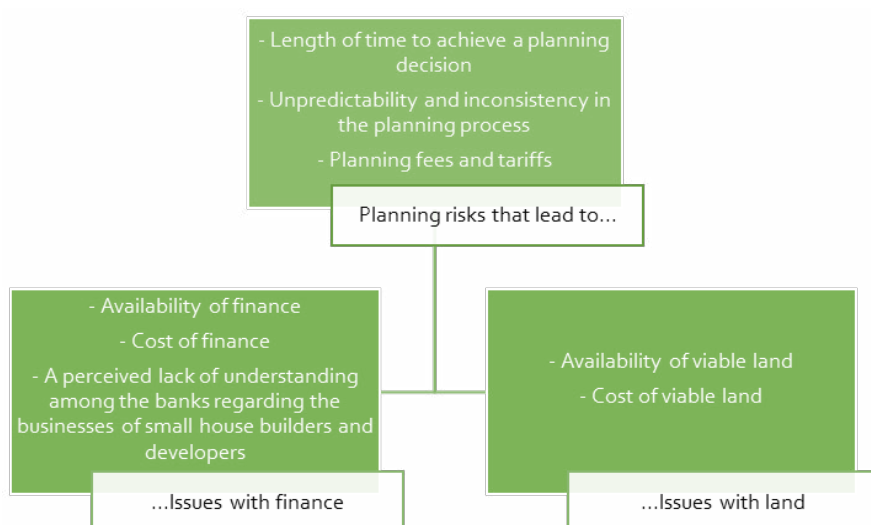 - Length of time to achieve a planning
decision
- Unpredictability and inconsistency in
the planning process
- Planning fees and tariffs
Planning risks that lead to...
- Availability of finance
- Cost of finance
- A perceived lack of understanding
among the banks regarding the
businesses of small house builders and
developers
...Issues with finance
- Availability of viable land
- Cost of viable land
...Issues with land